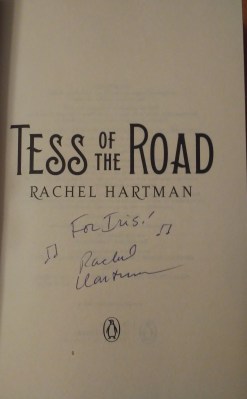 TESS OF THE ROAD
RACHEL HARTMAN
For Iris!
Rachel
Hartman